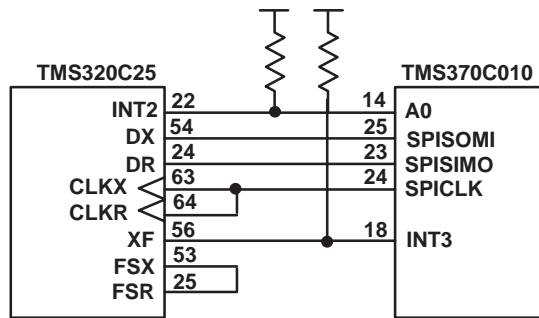 TMS320C25 TMS370C010
INT2 22 14 A0
DX 54 25 SPISOMI
DR 24 23 SPISIMO
CLKX 63 24 SPICLK
CLKR 64
XF 56 18 INT3
FSX 53
FSR 25